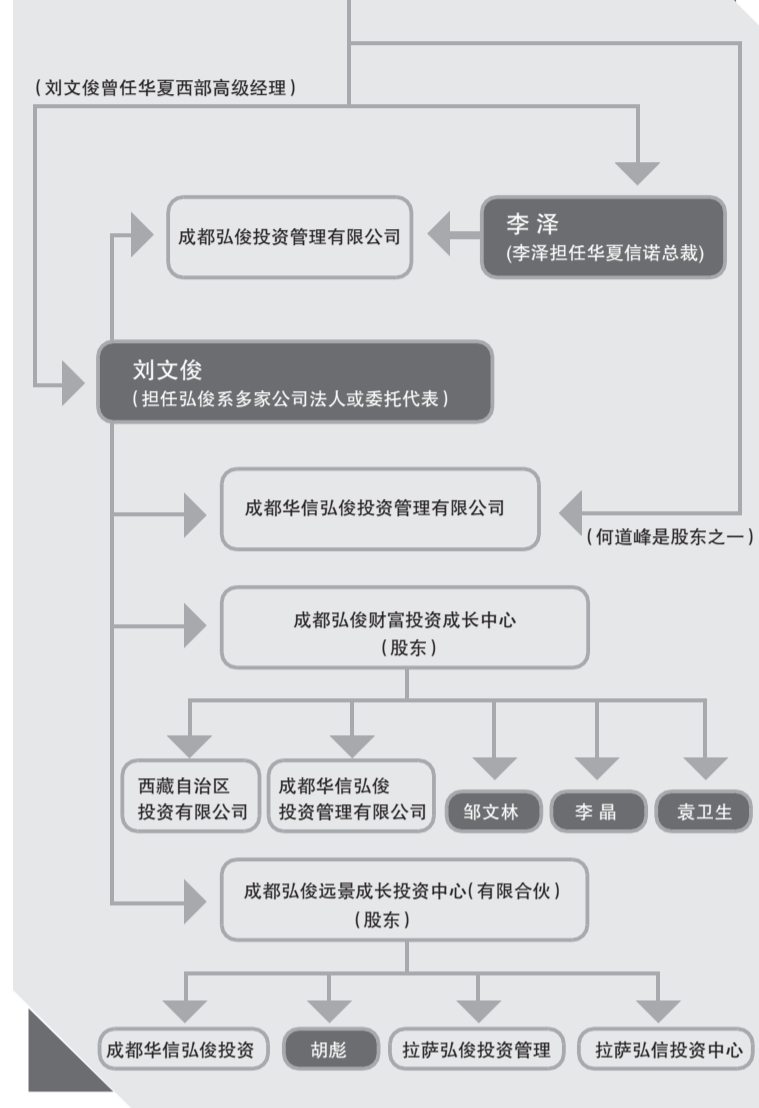 (刘文俊曾任华夏西部高级经理)
成都弘俊投资管理有限公司
李 泽
(李泽担任华夏信诺总裁)
刘文俊
(担任弘俊系多家公司法人或委托代表)
成都华信弘俊投资管理有限公司
(何道峰是股东之一)
成都弘俊财富投资成长中心
(股东)
西藏自治区
投资有限公司
成都华信弘俊
投资管理有限公司
邹文林
李 晶
袁卫生
成都弘俊远景成长投资中心(有限合伙)
(股东)
成都华信弘俊投资
胡彪
拉萨弘俊投资管理
拉萨弘信投资中心